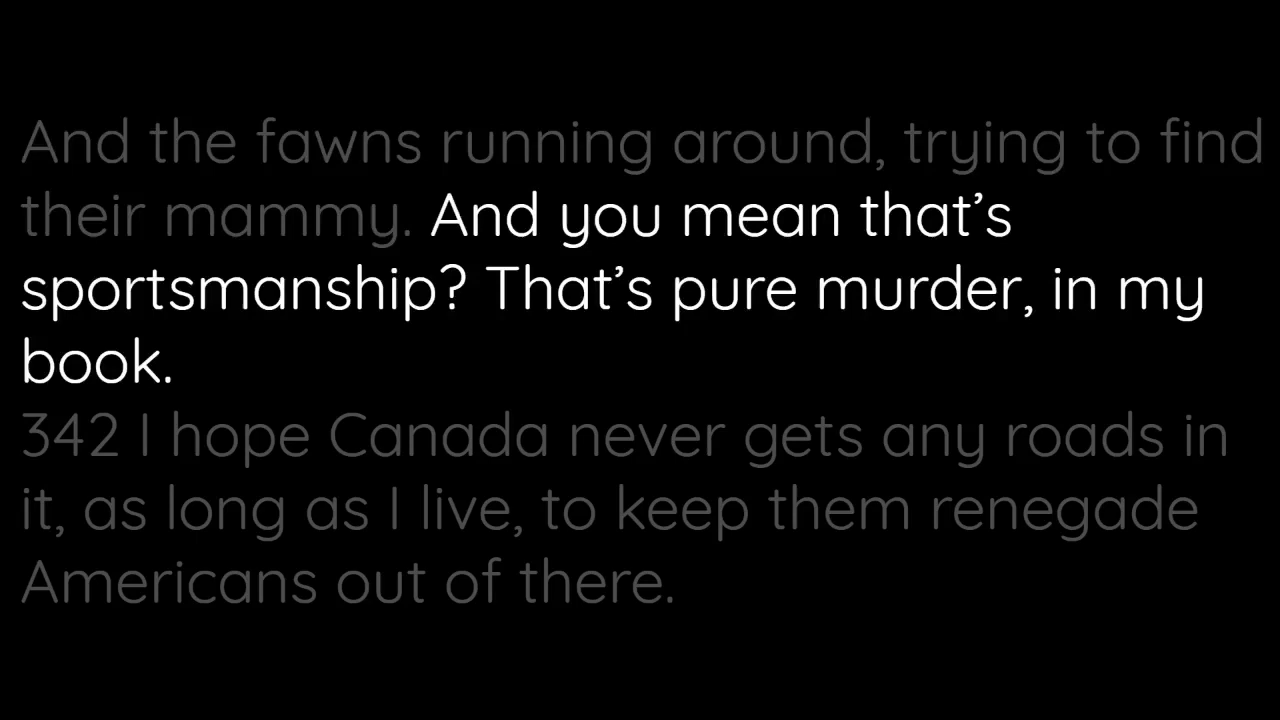 And the fawns running around, trying to find
their mammy. And you mean that’s
sportsmanship? That’s pure murder, in my
book.
342 I hope Canada never gets any roads in
it, as long as I live, to keep them renegade
Americans out of there.